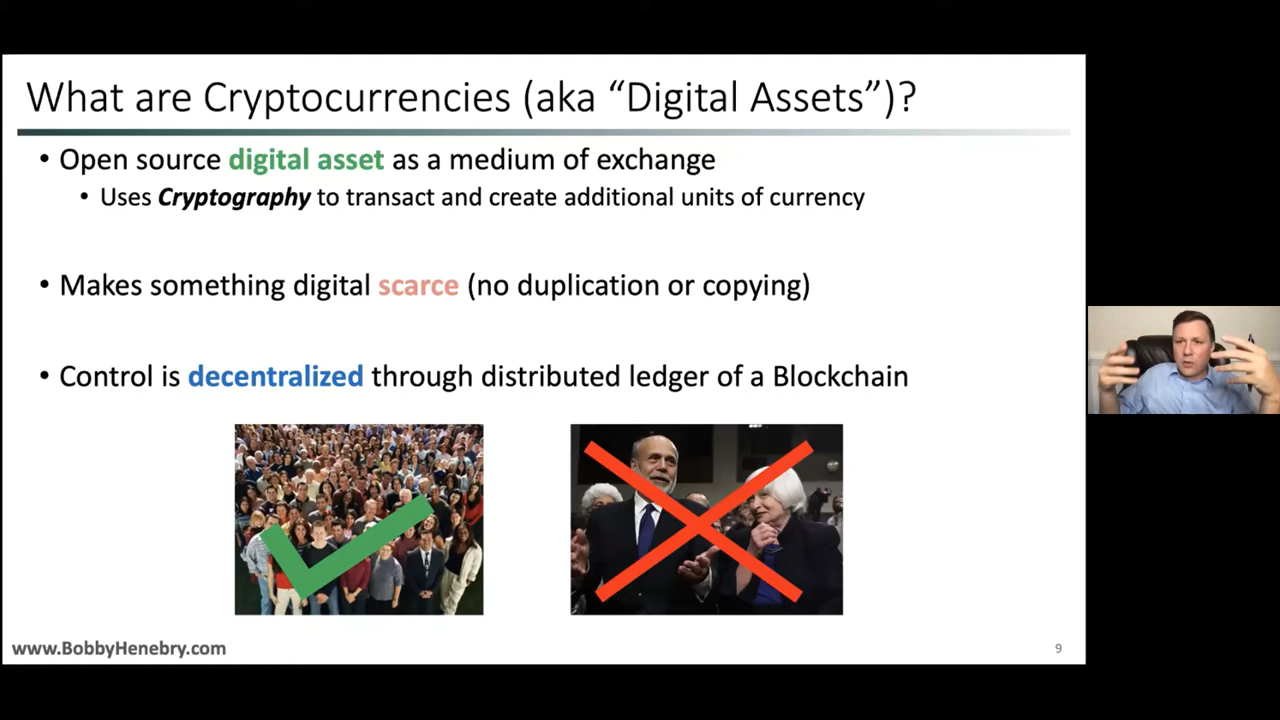 What are Cryptocurrencies (aka “Digital Assets”)?
• Open source digital asset as a medium of exchange
• Uses Cryptography to transact and create additional units of currency
• Makes something digital scarce (no duplication or copying)
• Control is decentralized through distributed ledger of a Blockchain
www.BobbyHenebry.com
9